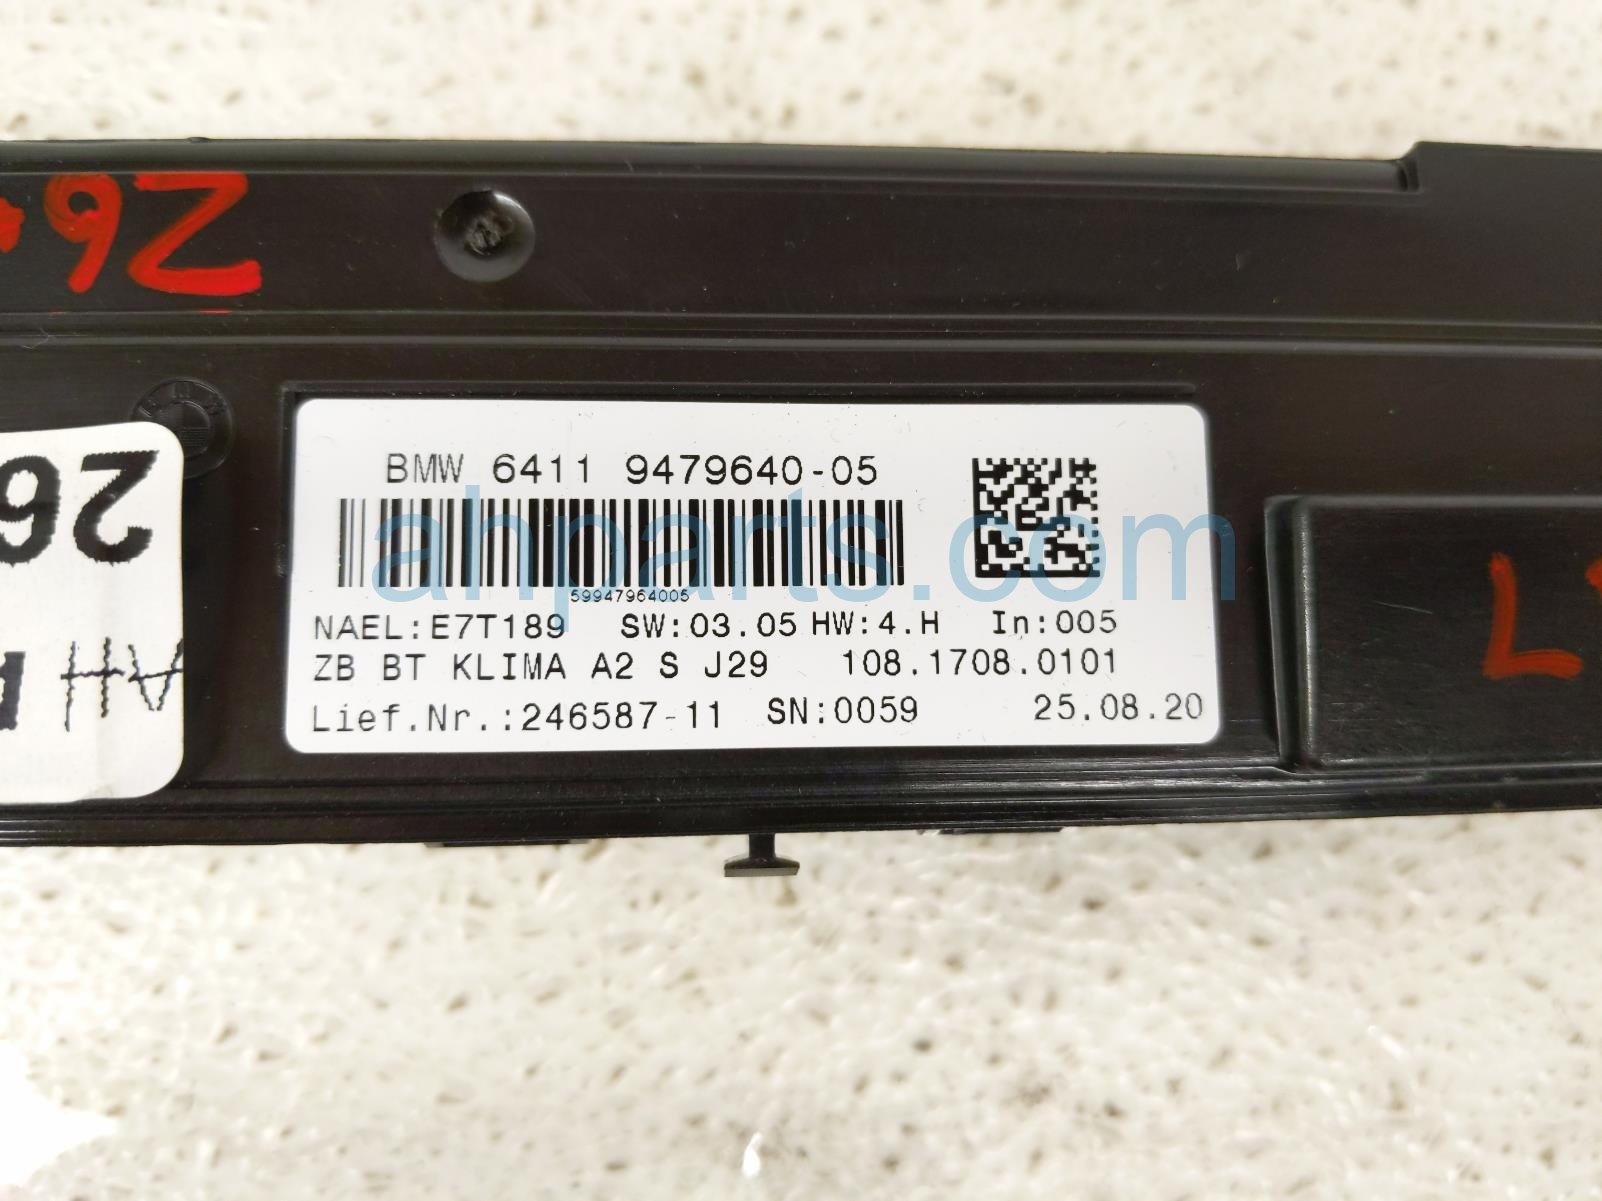 26
BMW 6411 9479640-05
59947964005
NAEL:E7T189 SW:03.05 HW:4.H In:005
ZB BT KLIMA A2 S J29 108.1708.0101
Lief.Nr.:246587-11 SN:0059 25.08.20
26
AH
ahparts.com